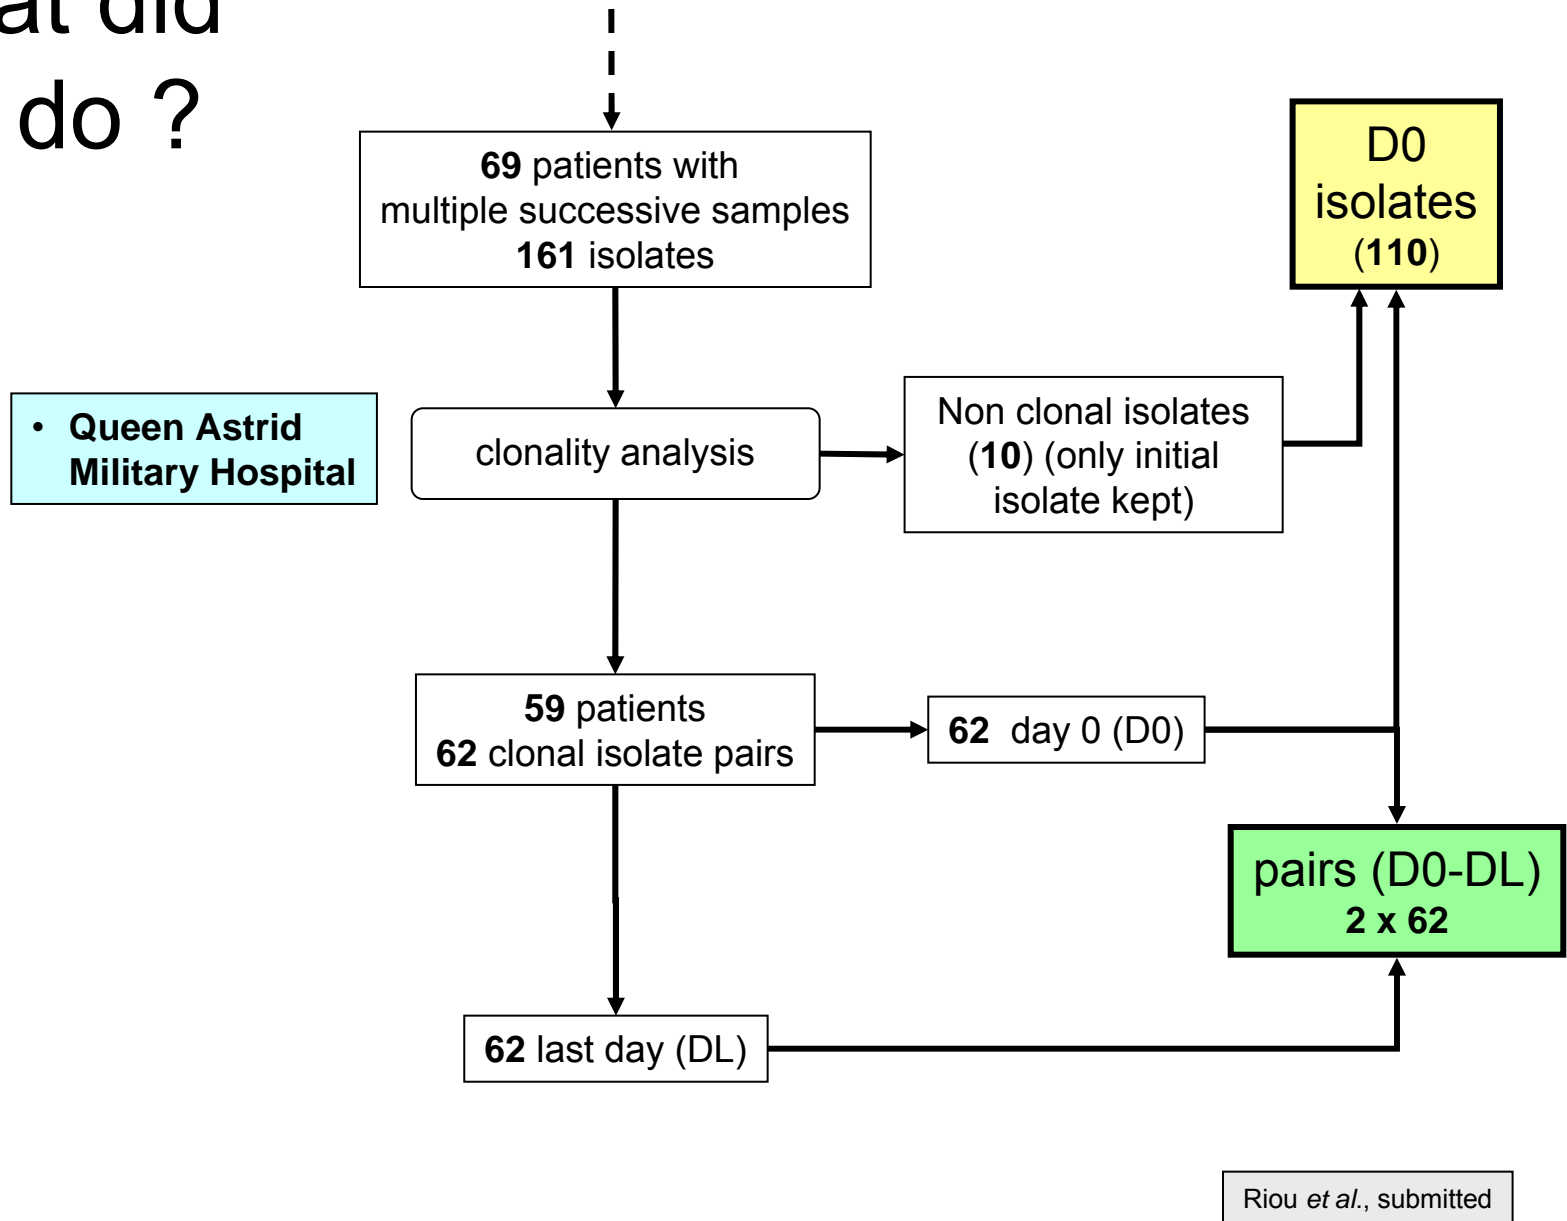 did
do ?
69 patients with
multiple successive samples
161 isolates
D0
isolates
(110)
• Queen Astrid
Military Hospital
clonality analysis
Non clonal isolates
(10) (only initial
isolate kept)
59 patients
62 clonal isolate pairs
62 day 0 (D0)
pairs (D0-DL)
2 x 62
62 last day (DL)
Riou et al., submitted